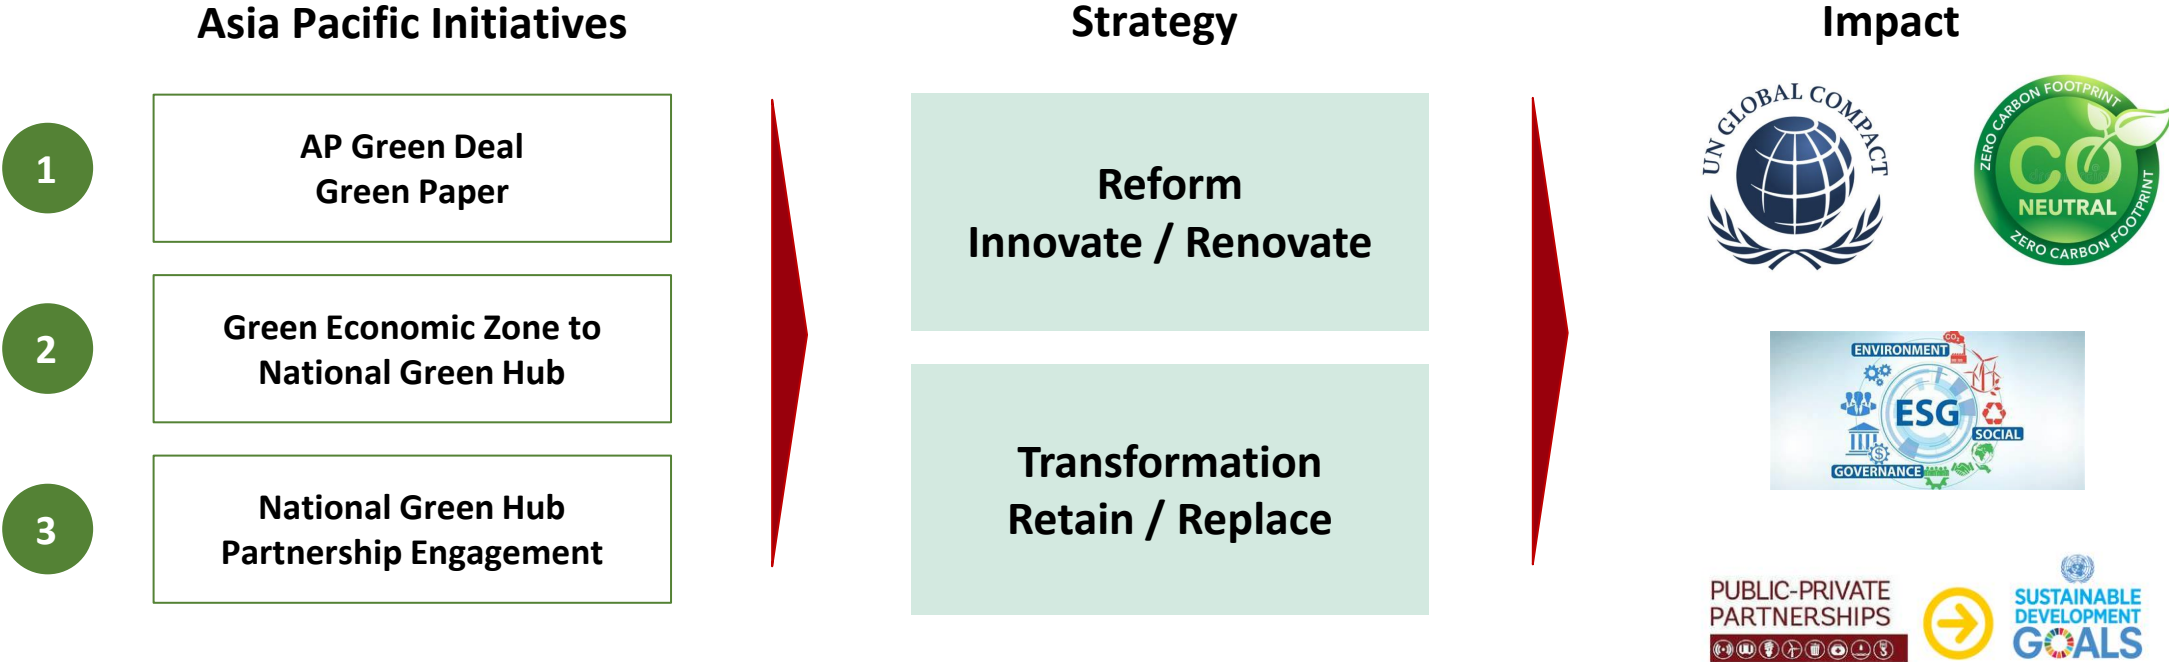 Asia Pacific Initiatives
Strategy
Impact
1
AP Green Deal
Green Paper
2
Green Economic Zone to
National Green Hub
3
National Green Hub
Partnership Engagement
Reform
Innovate / Renovate
Transformation
Retain / Replace
UN GLOBAL COMPACT
ZERO CARBON FOOTPRINT
CO
NEUTRAL
ZERO CARBON FOOTPRINT
ENVIRONMENT
CO₂
ESG
SOCIAL
$
GOVERNANCE
PUBLIC-PRIVATE
PARTNERSHIPS
SUSTAINABLE
DEVELOPMENT
GOALS